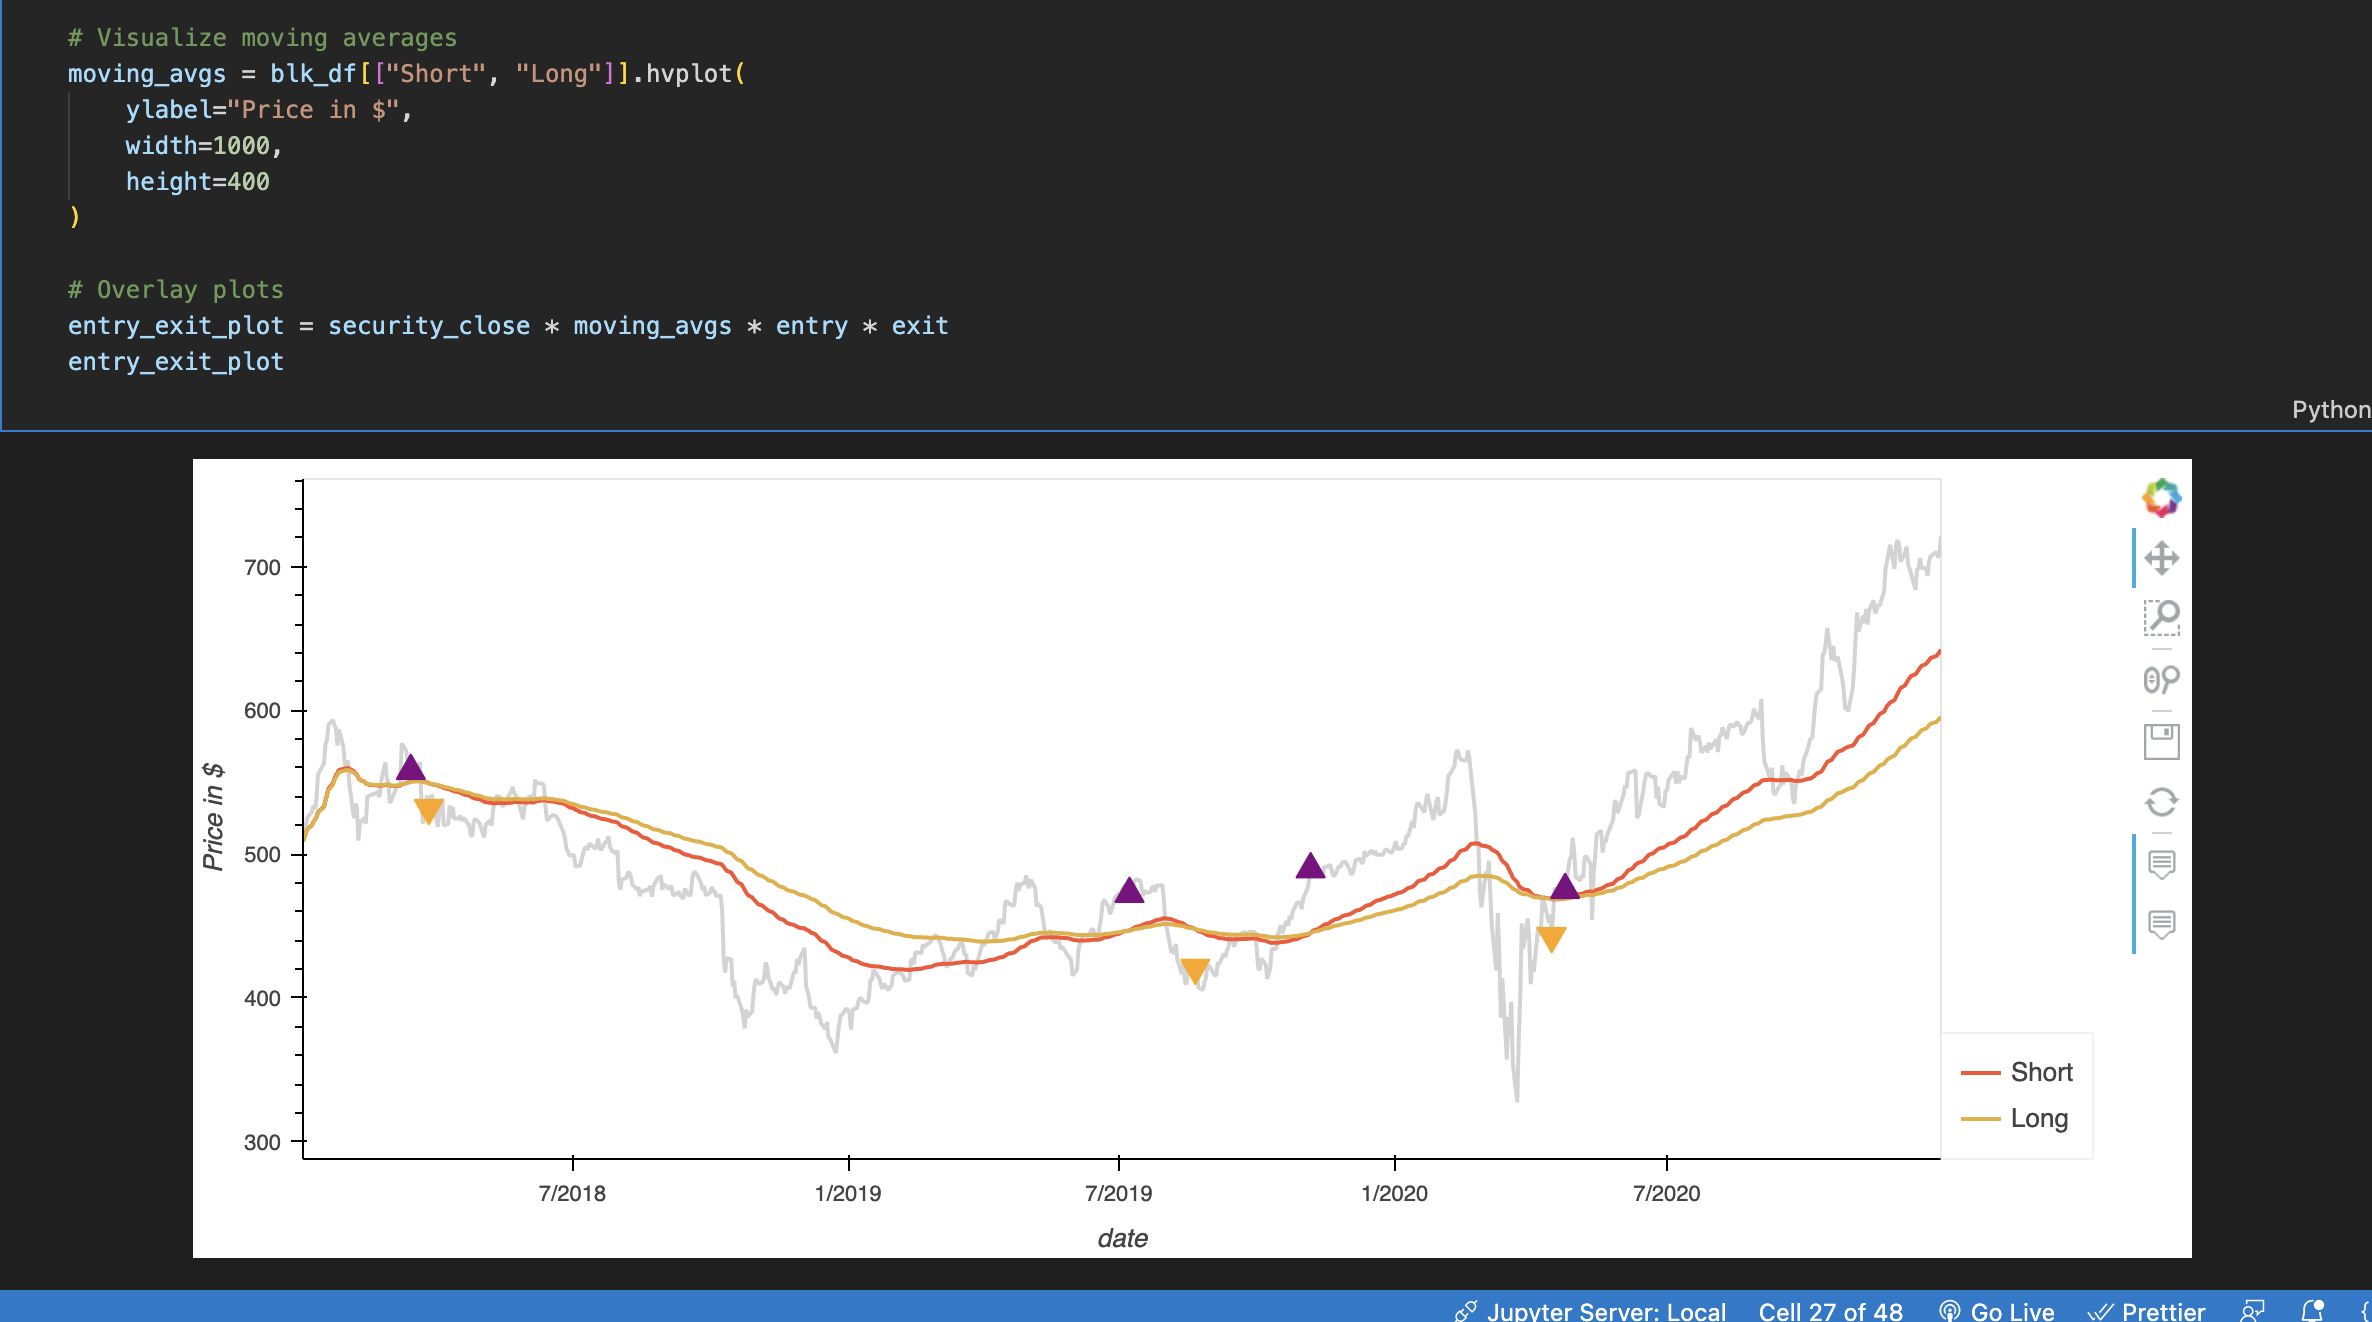 # Visualize moving averages
moving_avgs = blk_df[["Short", "Long"]].hvplot(
    ylabel="Price in $",
    width=1000,
    height=400
)
# Overlay plots
entry_exit_plot = security_close * moving_avgs * entry * exit
entry_exit_plot
Python
700
600
500
400
300
Price in $
7/2018
1/2019
7/2019
1/2020
7/2020
date
Short
Long
Jupyter Server: Local
Cell 27 of 48
Go Live
Prettier